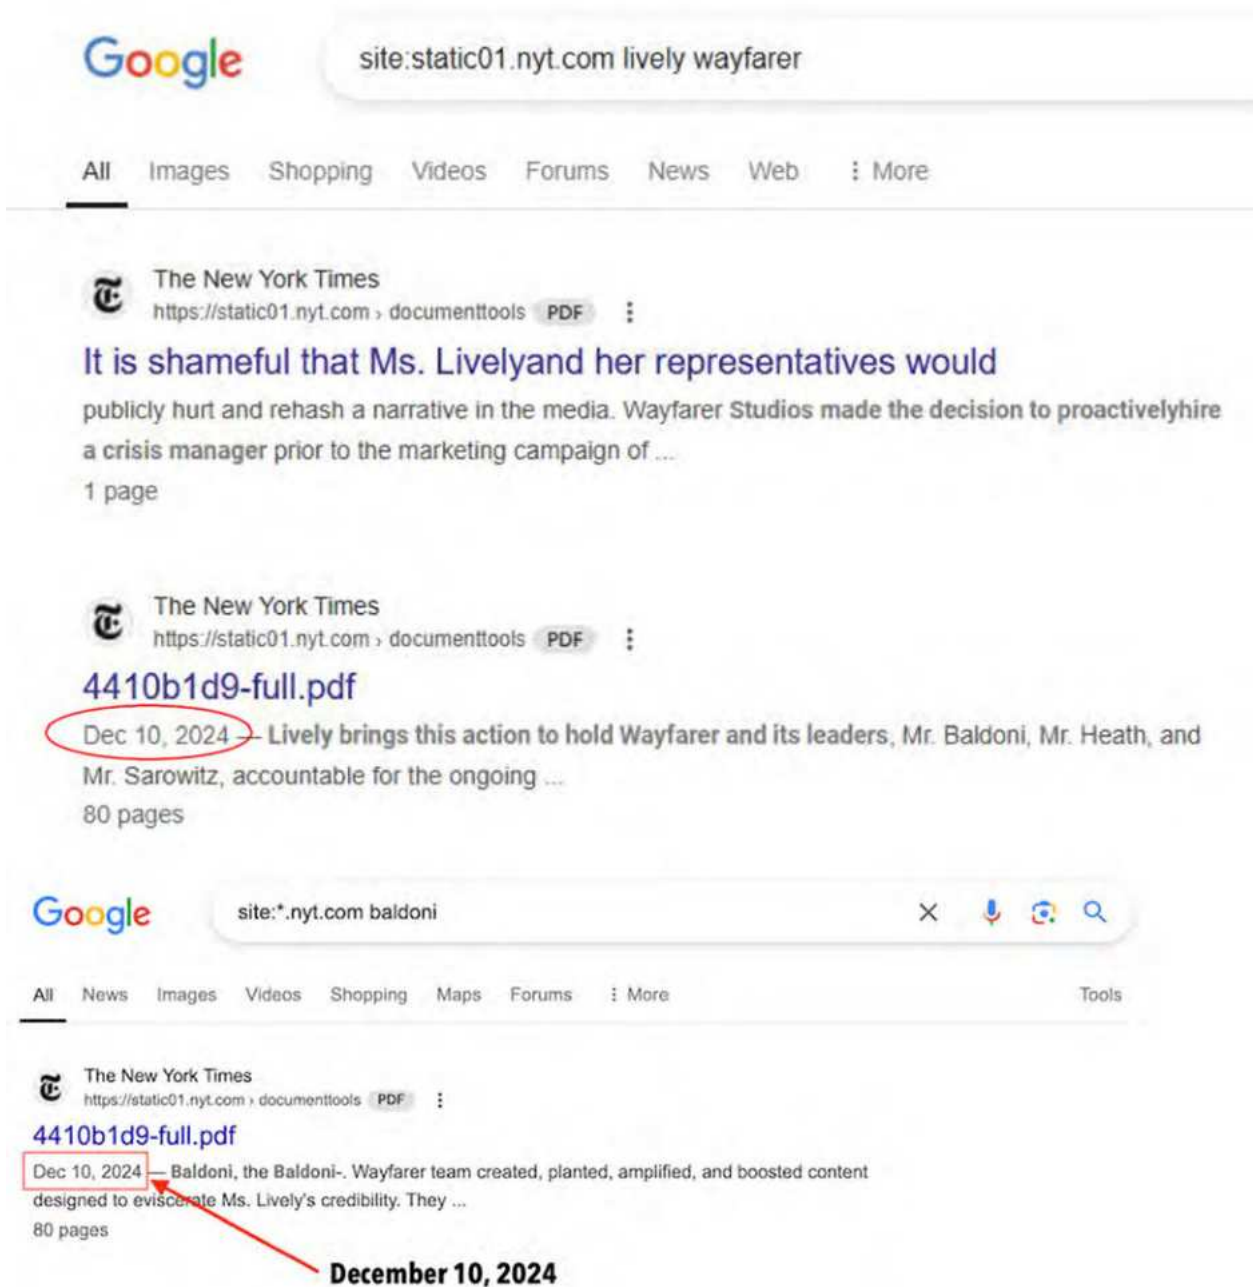 Google
site:static01.nyt.com lively wayfarer
All Images Shopping Videos Forums News Web ⋮ More
The New York Times
https://static01.nyt.com › documenttools PDF ⋮
It is shameful that Ms. Livelyand her representatives would
publicly hurt and rehash a narrative in the media. Wayfarer Studios made the decision to proactivelyhire
a crisis manager prior to the marketing campaign of ...
1 page
The New York Times
https://static01.nyt.com › documenttools PDF ⋮
4410b1d9-full.pdf
Dec 10, 2024 — Lively brings this action to hold Wayfarer and its leaders, Mr. Baldoni, Mr. Heath, and
Mr. Sarowitz, accountable for the ongoing ...
80 pages
Google
site:*.nyt.com baldoni
All News Images Videos Shopping Maps Forums ⋮ More Tools
The New York Times
https://static01.nyt.com › documenttools PDF ⋮
4410b1d9-full.pdf
Dec 10, 2024 — Baldoni, the Baldoni-. Wayfarer team created, planted, amplified, and boosted content
designed to eviscerate Ms. Lively's credibility. They ...
80 pages
December 10, 2024